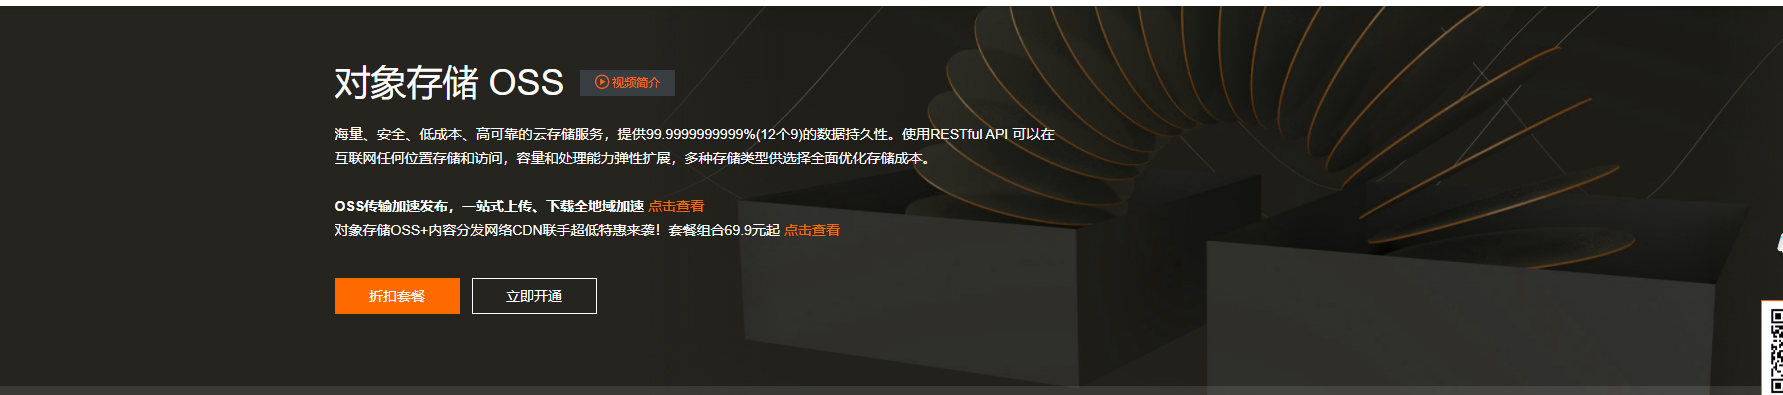 对象存储 OSS
视频简介
海量、安全、低成本、高可靠的云存储服务，提供99.9999999999%(12个9)的数据持久性。使用RESTful API 可以在
互联网任何位置存储和访问，容量和处理能力弹性扩展，多种存储类型供选择全面优化存储成本。
OSS传输加速发布，一站式上传、下载全地域加速 点击查看
对象存储OSS+内容分发网络CDN联手超低特惠来袭！套餐组合69.9元起 点击查看
折扣套餐
立即开通